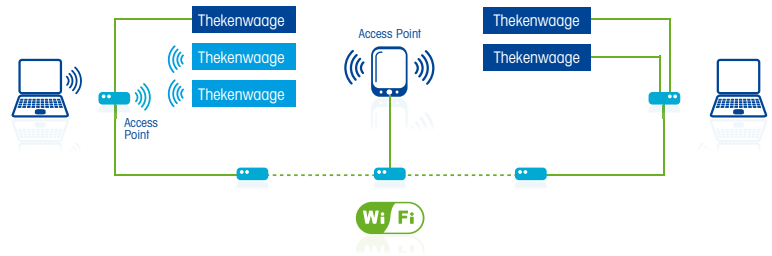 Thekenwaage
Thekenwaage
Thekenwaage
Access
Point
Access Point
Thekenwaage
Thekenwaage
Wi Fi